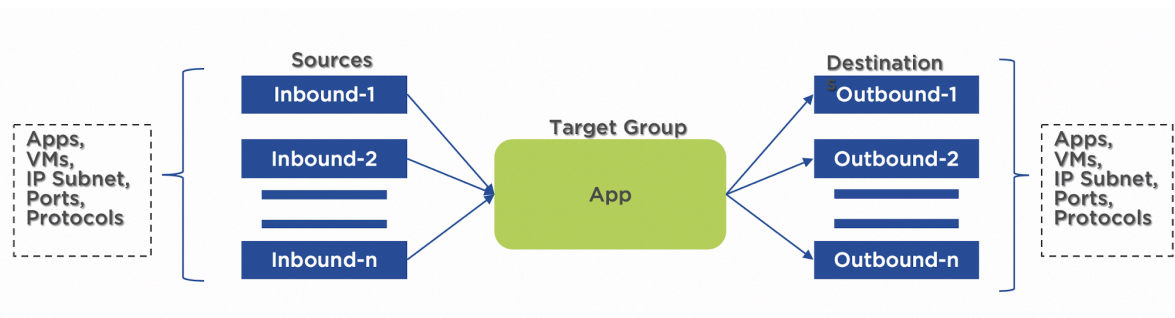 Sources
Inbound-1
Inbound-2
Inbound-n
Apps,
VMs,
IP Subnet,
Ports,
Protocols
Target Group
App
Destination
s
Outbound-1
Outbound-2
Outbound-n
Apps,
VMs,
IP Subnet,
Ports,
Protocols